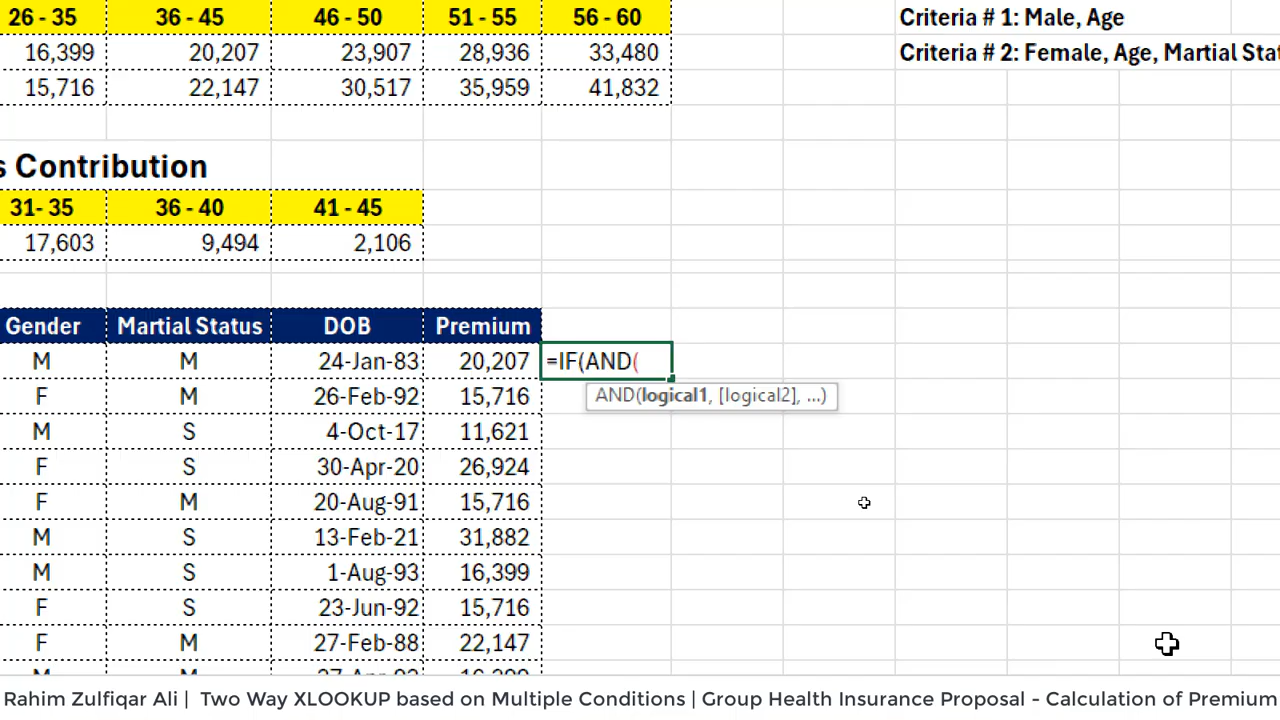 26 - 35 36 - 45 46 - 50 51 - 55 56 - 60 Criteria # 1: Male, Age
16,399 20,207 23,907 28,936 33,480 Criteria # 2: Female, Age, Martial Stat
15,716 22,147 30,517 35,959 41,832
s Contribution
31- 35 36 - 40 41 - 45
17,603 9,494 2,106
Gender Martial Status DOB Premium
M M 24-Jan-83 20,207 =IF(AND(
F M 26-Feb-92 15,716 AND(logical1, [logical2], ...)
M S 4-Oct-17 11,621
F S 30-Apr-20 26,924
F M 20-Aug-91 15,716
M S 13-Feb-21 31,882
M S 1-Aug-93 16,399
F S 23-Jun-92 15,716
F M 27-Feb-88 22,147
Rahim Zulfiqar Ali | Two Way XLOOKUP based on Multiple Conditions | Group Health Insurance Proposal - Calculation of Premium